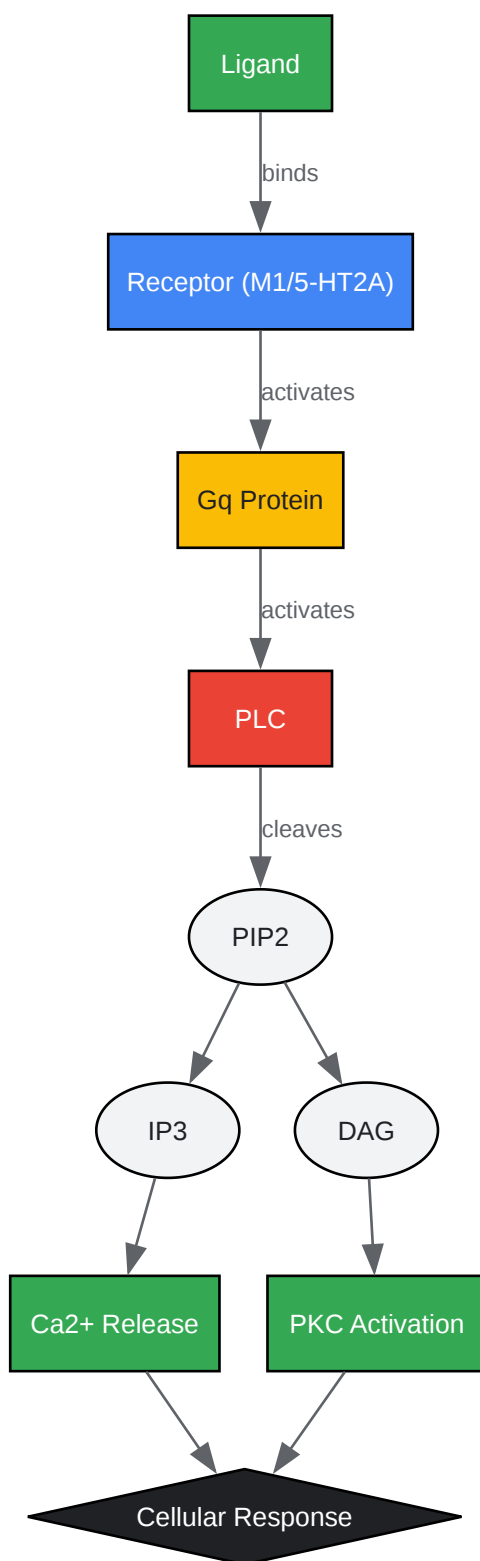 Ligand
binds
Receptor (M1/5-HT2A)
activates
Gq Protein
activates
PLC
cleaves
PIP2
IP3
DAG
Ca2+ Release
PKC Activation
Cellular Response